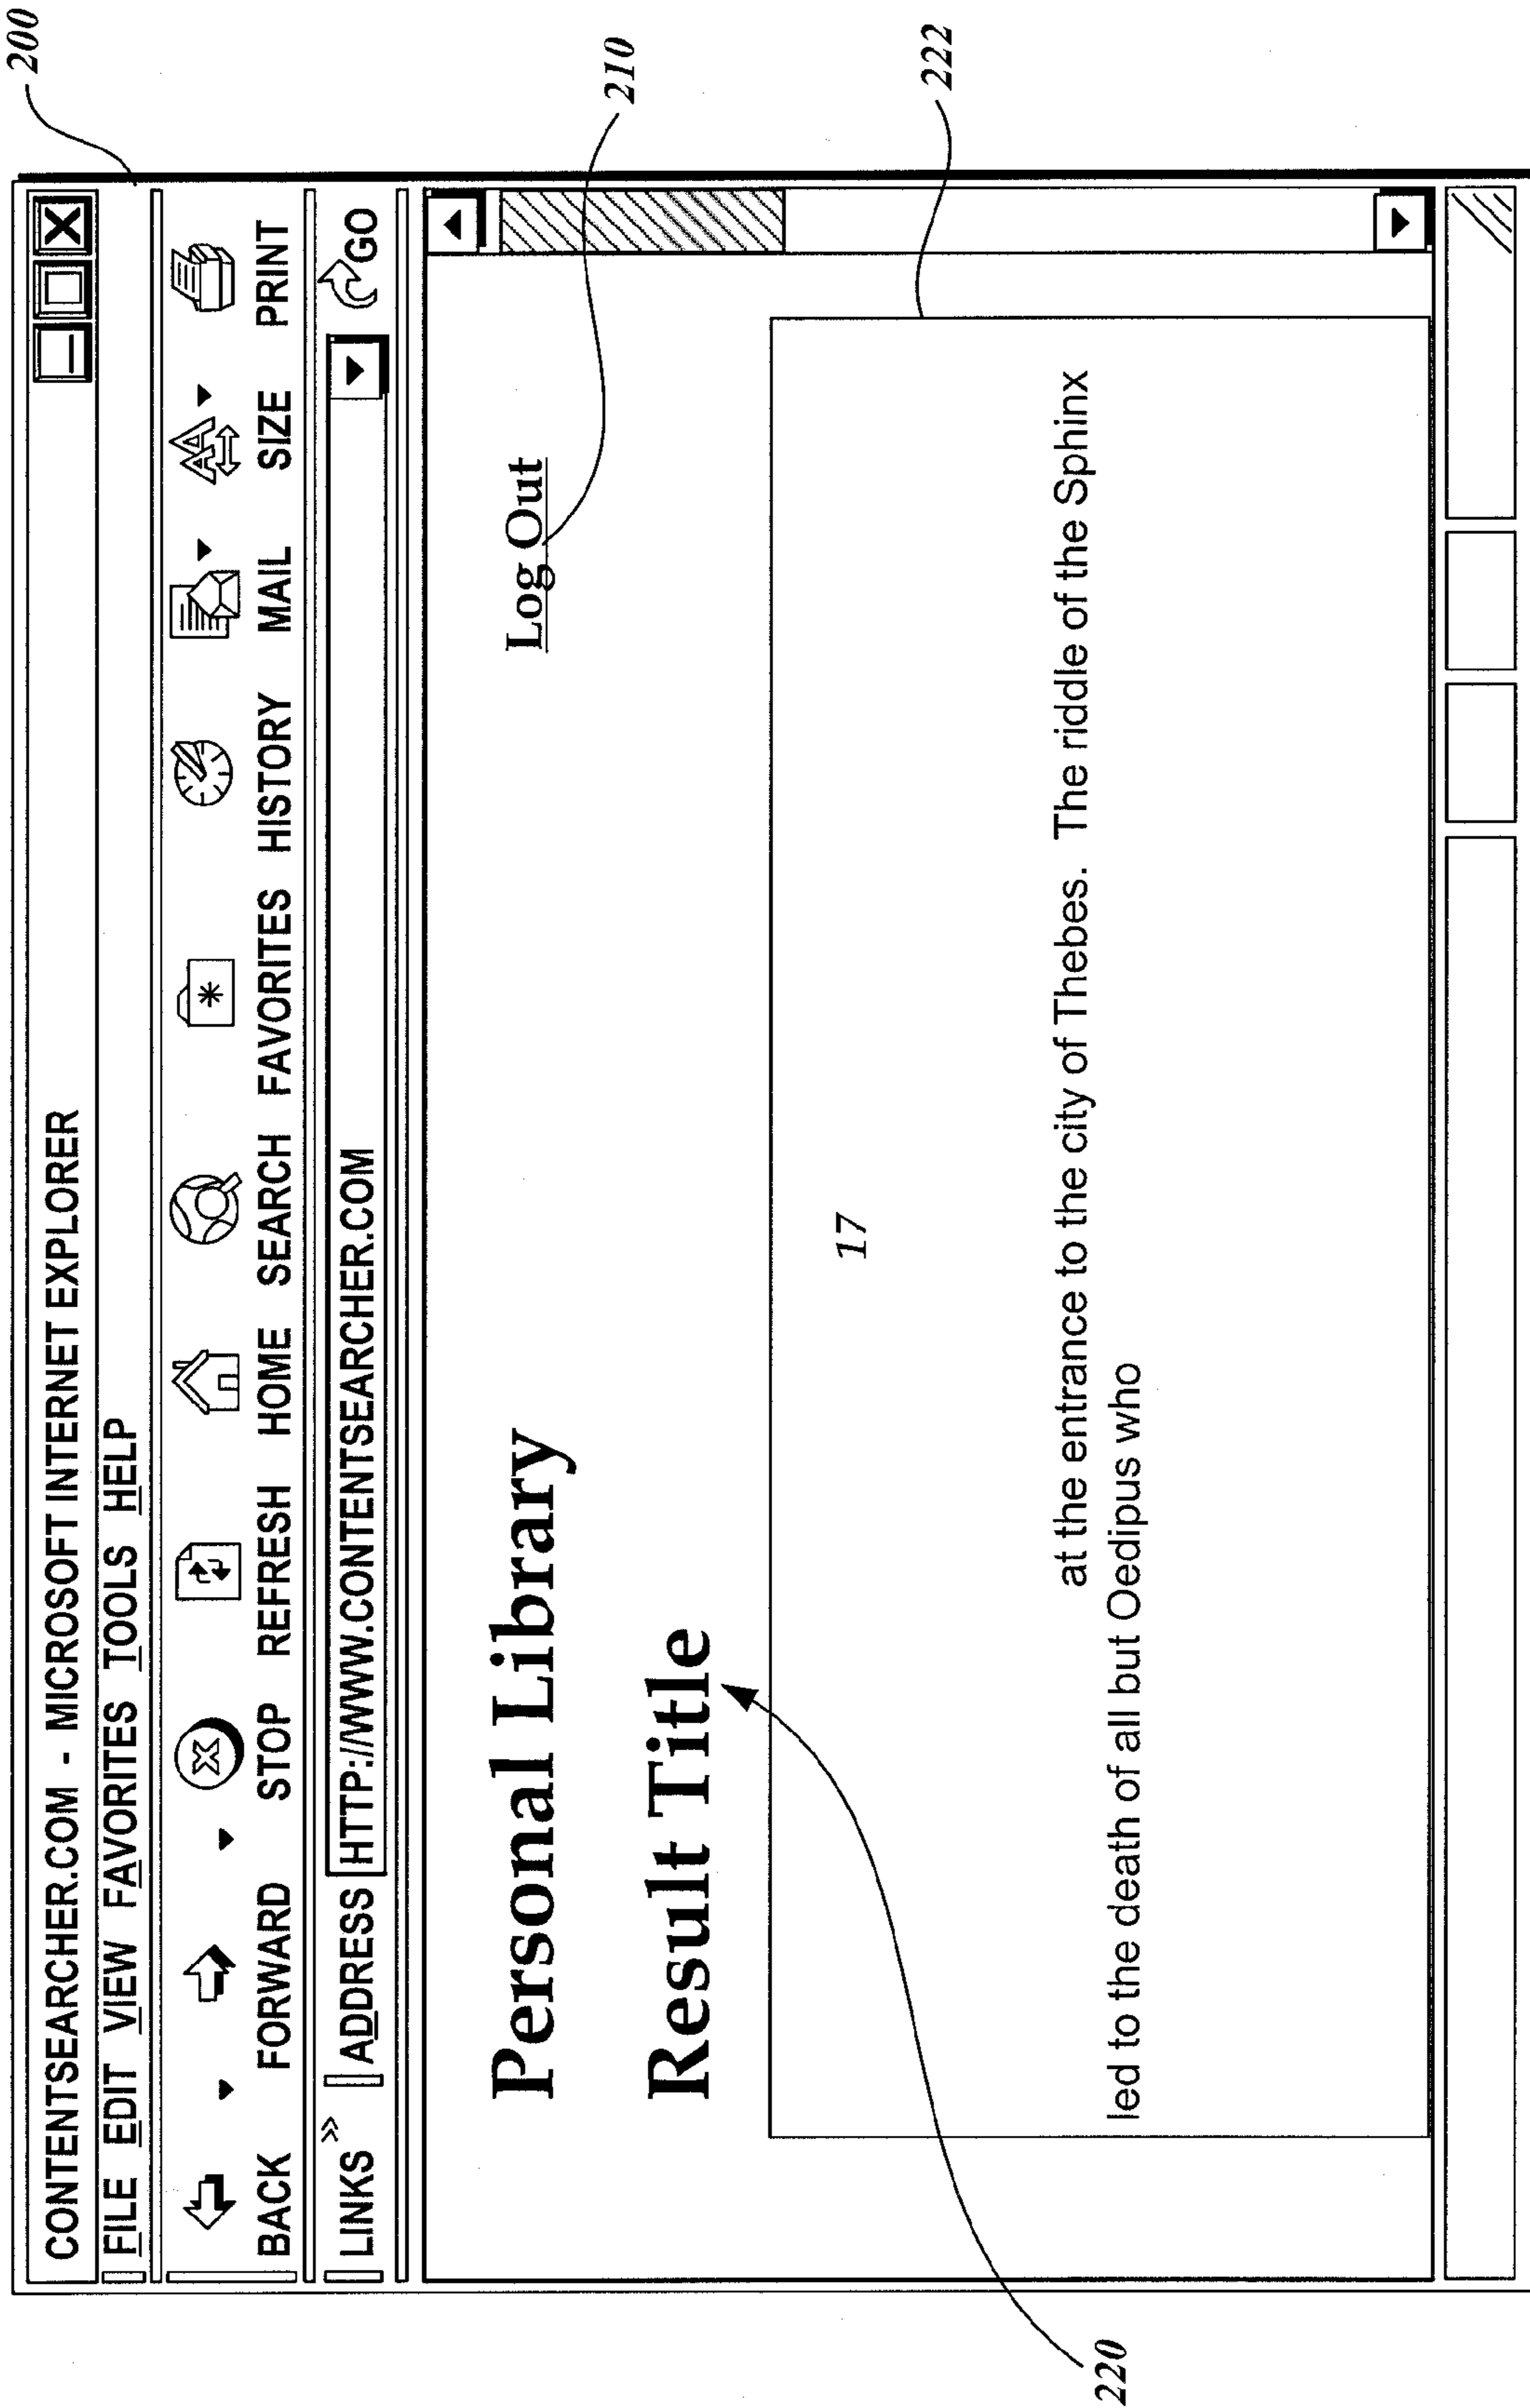 200
CONTENTSEARCHER.COM - MICROSOFT INTERNET EXPLORER
FILE EDIT VIEW FAVORITES TOOLS HELP
BACK FORWARD STOP REFRESH HOME SEARCH FAVORITES HISTORY MAIL SIZE PRINT
LINKS » ADDRESS HTTP://WWW.CONTENTSEARCHER.COM GO
Personal Library
Log Out
210
Result Title
17
222
at the entrance to the city of Thebes. The riddle of the Sphinx
led to the death of all but Oedipus who
220